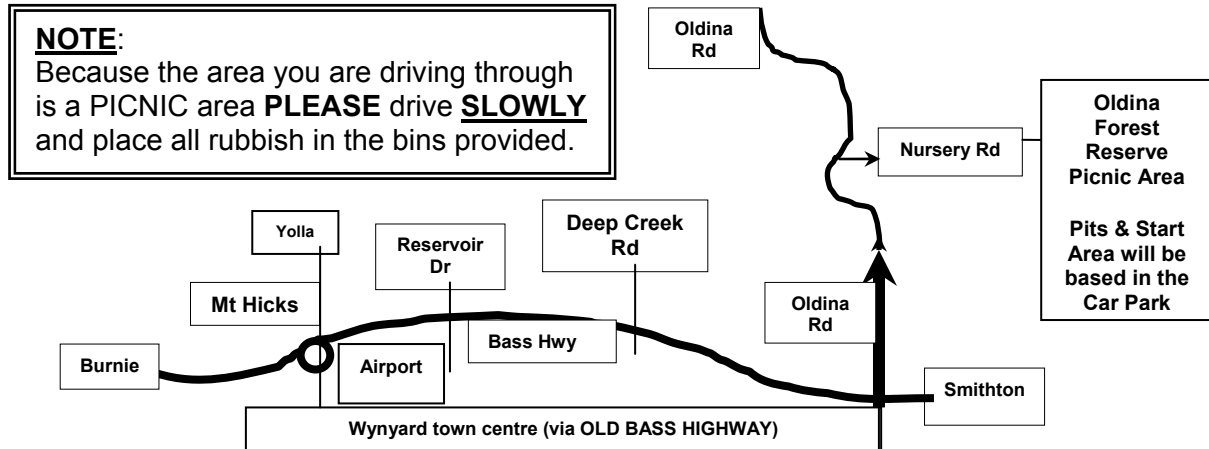 NOTE:
Because the area you are driving through
is a PICNIC area PLEASE drive SLOWLY
and place all rubbish in the bins provided.
Oldina
Rd
Nursery Rd
Oldina
Forest
Reserve
Picnic Area
Pits & Start
Area will be
based in the
Car Park
Yolla
Reservoir
Dr
Deep Creek
Rd
Mt Hicks
Oldina
Rd
Bass Hwy
Burnie
Airport
Smithton
Wynyard town centre (via OLD BASS HIGHWAY)